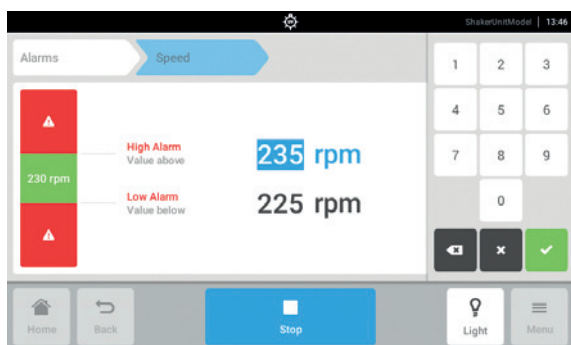 ShakerUnitModel | 13:46
Alarms
Speed
High Alarm
Value above
235 rpm
230 rpm
Low Alarm
Value below
225 rpm
1 2 3
4 5 6
7 8 9
0
Home
Back
Stop
Light
Menu